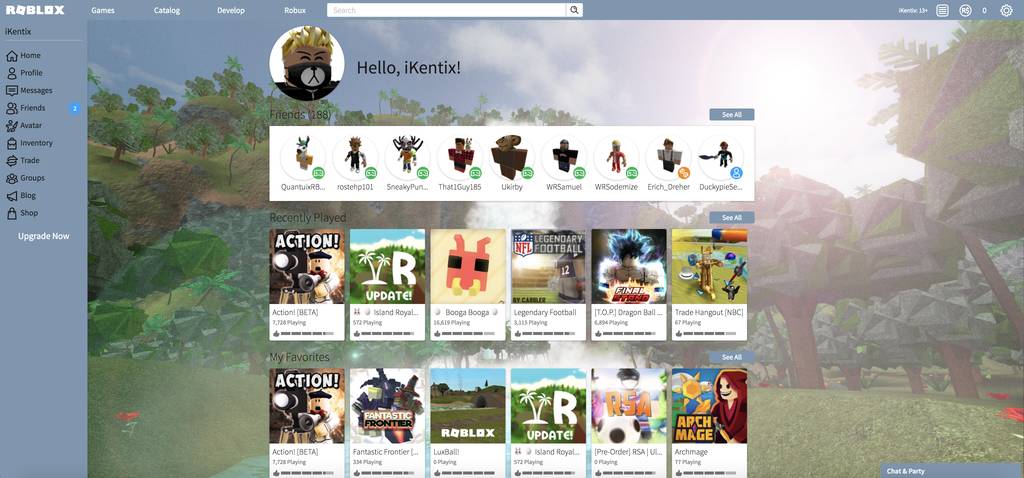 ROBLOX Games Catalog Develop Robux Search iKentix: 13+ R$ 0
iKentix
Home
Profile
Messages
Friends 2
Avatar
Inventory
Trade
Groups
Blog
Shop
Upgrade Now
Hello, iKentix!
Friends (188) See All
QuantuixRB... rostehp101 SneakyPun... That1Guy185 Ukirby WRSamuel WRSodemize Erich_Dreher DuckypieSe...
Recently Played See All
ACTION!
R
UPDATE!
NFL LEGENDARY FOOTBALL
12
BY GABBLER
FINAL STAND
Action! [BETA] Island Royal... Booga Booga Legendary Football [T.O.P.] Dragon Ball ... Trade Hangout [NBC]
7,728 Playing 572 Playing 16,619 Playing 3,115 Playing 6,894 Playing 67 Playing
My Favorites See All
ACTION!
FANTASTIC FRONTIER
ROBLOX
R
UPDATE!
RSA
ARCH MAGE
Action! [BETA] Fantastic Frontier [... LuxBall! Island Royal... [Pre-Order] RSA | Ul... Archmage
7,728 Playing 334 Playing 0 Playing 572 Playing 0 Playing 77 Playing
Chat & Party